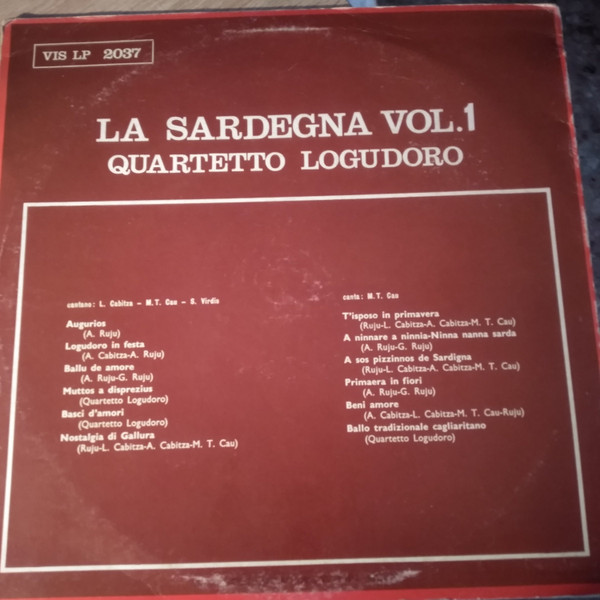 VIS LP 2037
LA SARDEGNA VOL.1
QUARTETTO LOGUDORO
cantano: L. Cabitza - M.T. Cau - S. Virdis
Augurios
(A. Ruju)
Logudoro in festa
(A. Cabitza-A. Ruju)
Ballu de amore
(A. Ruju-G. Ruju)
Muttos a disprezius
(Quartetto Logudoro)
Basci d'amori
(Quartetto Logudoro)
Nostalgia di Gallura
(Ruju-L. Cabitza-A. Cabitza-M. T. Cau)
canta: M.T. Cau
T'isposo in primavera
(Ruju-L. Cabitza-A. Cabitza-M. T. Cau)
A ninnare a ninnia-Ninna nanna sarda
(A. Ruju-G. Ruju)
A sos pizzinnos de Sardigna
(Ruju-L. Cabitza-A. Cabitza-M. T. Cau)
Primaera in fiori
(A. Ruju-G. Ruju)
Beni amore
(A. Cabitza-L. Cabitza-M. T. Cau-Ruju)
Ballo tradizionale cagliaritano
(Quartetto Logudoro)